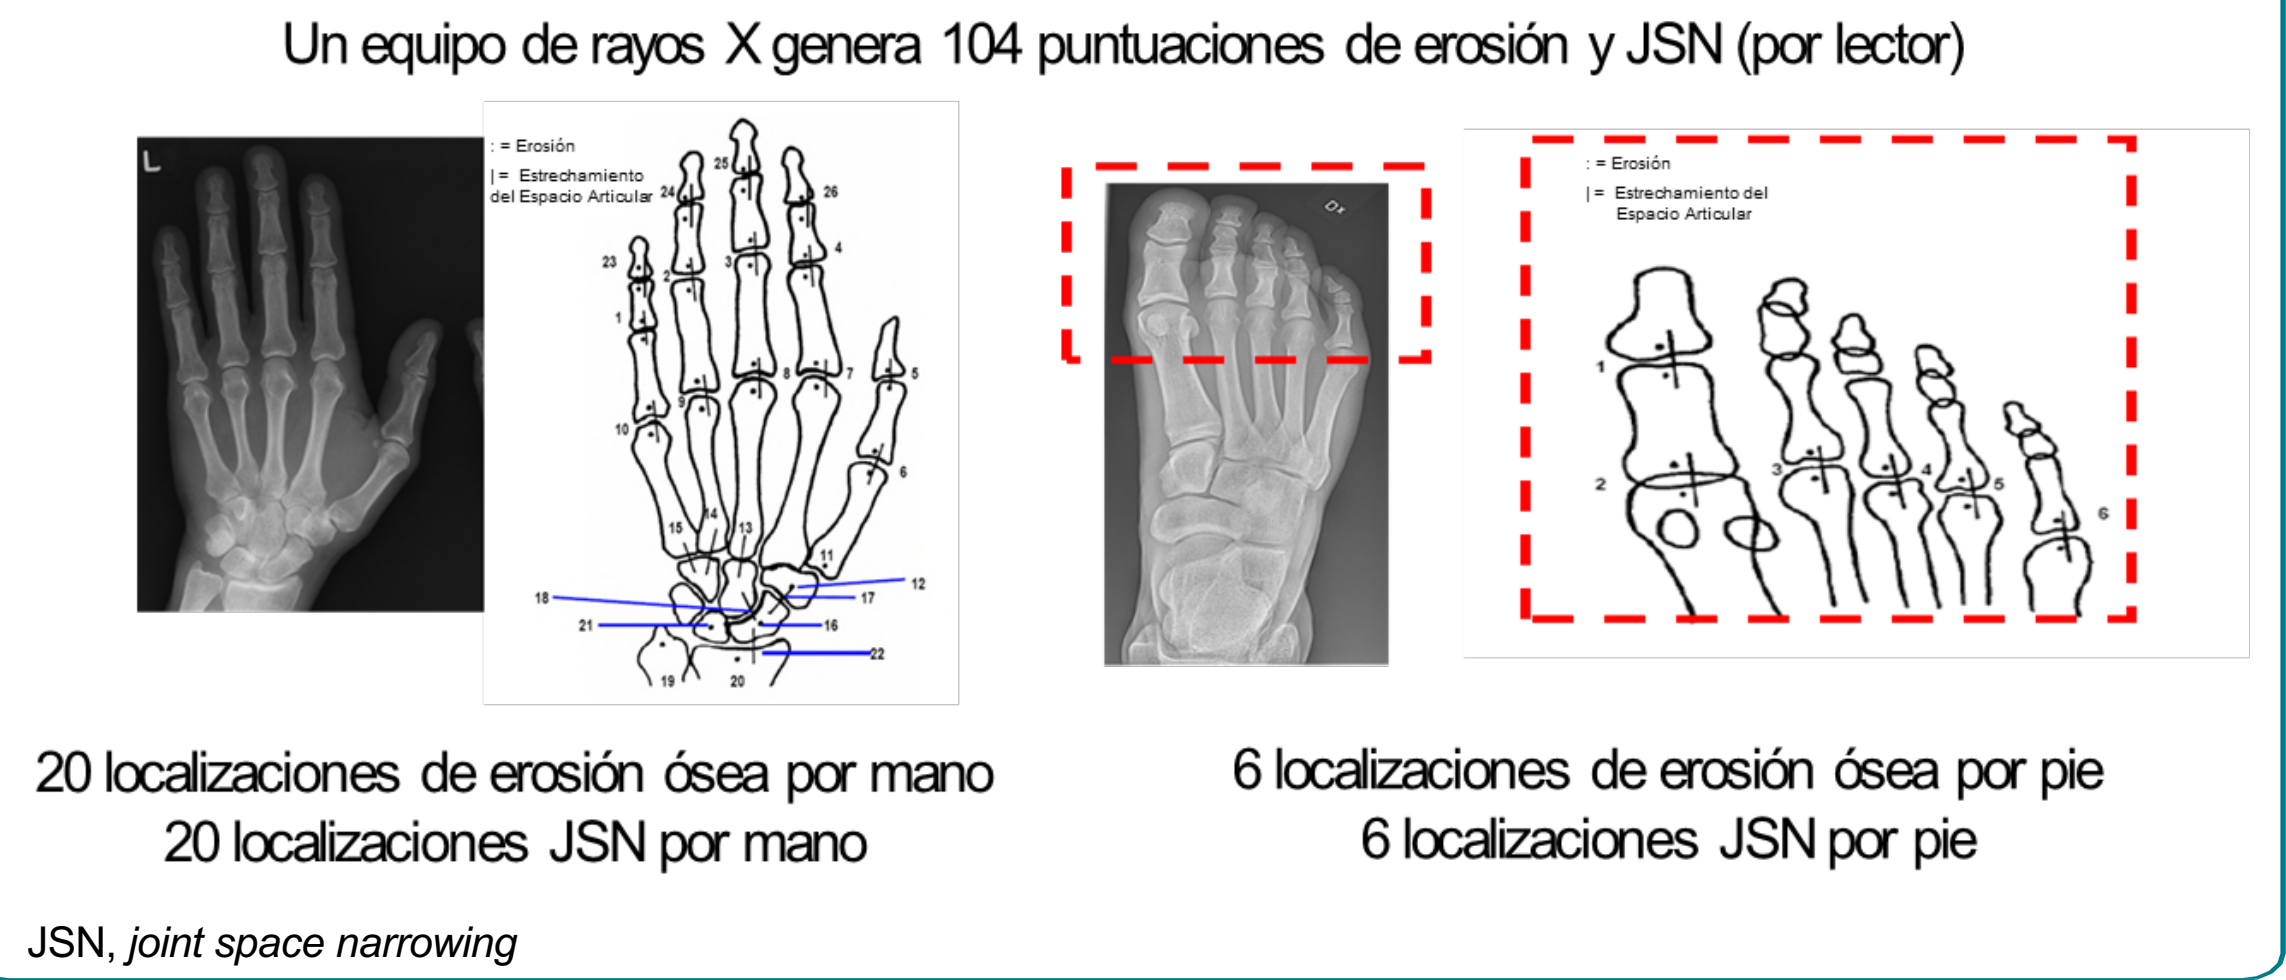 Un equipo de rayos X genera 104 puntuaciones de erosión y JSN (por lector)
L
: = Erosión
| = Estrechamiento
del Espacio Articular
25
24
26
23
4
3
2
1
8
7
5
9
10
6
15
14
13
11
12
18
17
21
16
22
19
20
Dx
: = Erosión
| = Estrechamiento del
Espacio Articular
1
2
3
4
5
6
20 localizaciones de erosión ósea por mano
20 localizaciones JSN por mano
6 localizaciones de erosión ósea por pie
6 localizaciones JSN por pie
JSN, joint space narrowing